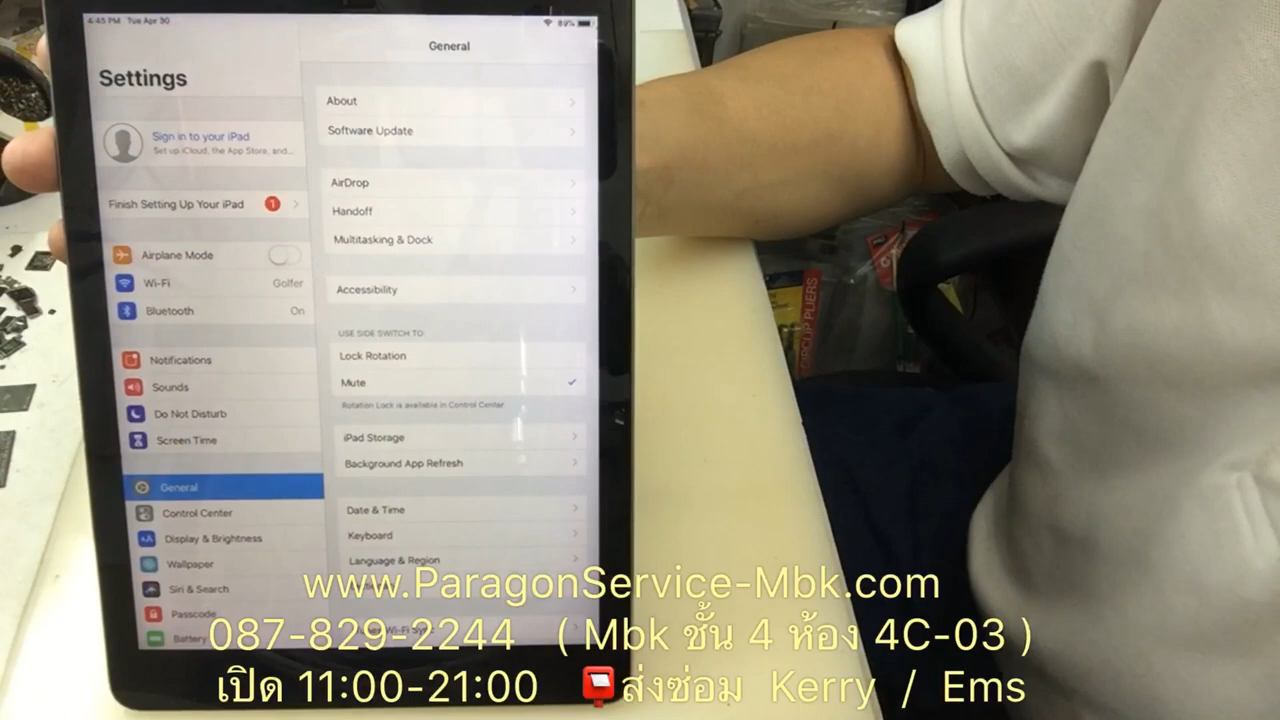 4:45 PM Tue Apr 30
89%
Settings
Sign in to your iPad
Set up iCloud, the App Store, and...
Finish Setting Up Your iPad 1
Airplane Mode
Wi-Fi Golfer
Bluetooth On
Notifications
Sounds
Do Not Disturb
Screen Time
General
Control Center
Display & Brightness
Wallpaper
Siri & Search
Passcode
Battery
General
About
Software Update
AirDrop
Handoff
Multitasking & Dock
Accessibility
USE SIDE SWITCH TO:
Lock Rotation
Mute
Rotation Lock is available in Control Center
iPad Storage
Background App Refresh
Date & Time
Keyboard
Language & Region
Wi-Fi Sync
CIRCLIP PLIERS
www.ParagonService-Mbk.com
087-829-2244 ( Mbk ชั้น 4 ห้อง 4C-03 )
เปิด 11:00-21:00 📮ส่งซ่อม Kerry / Ems